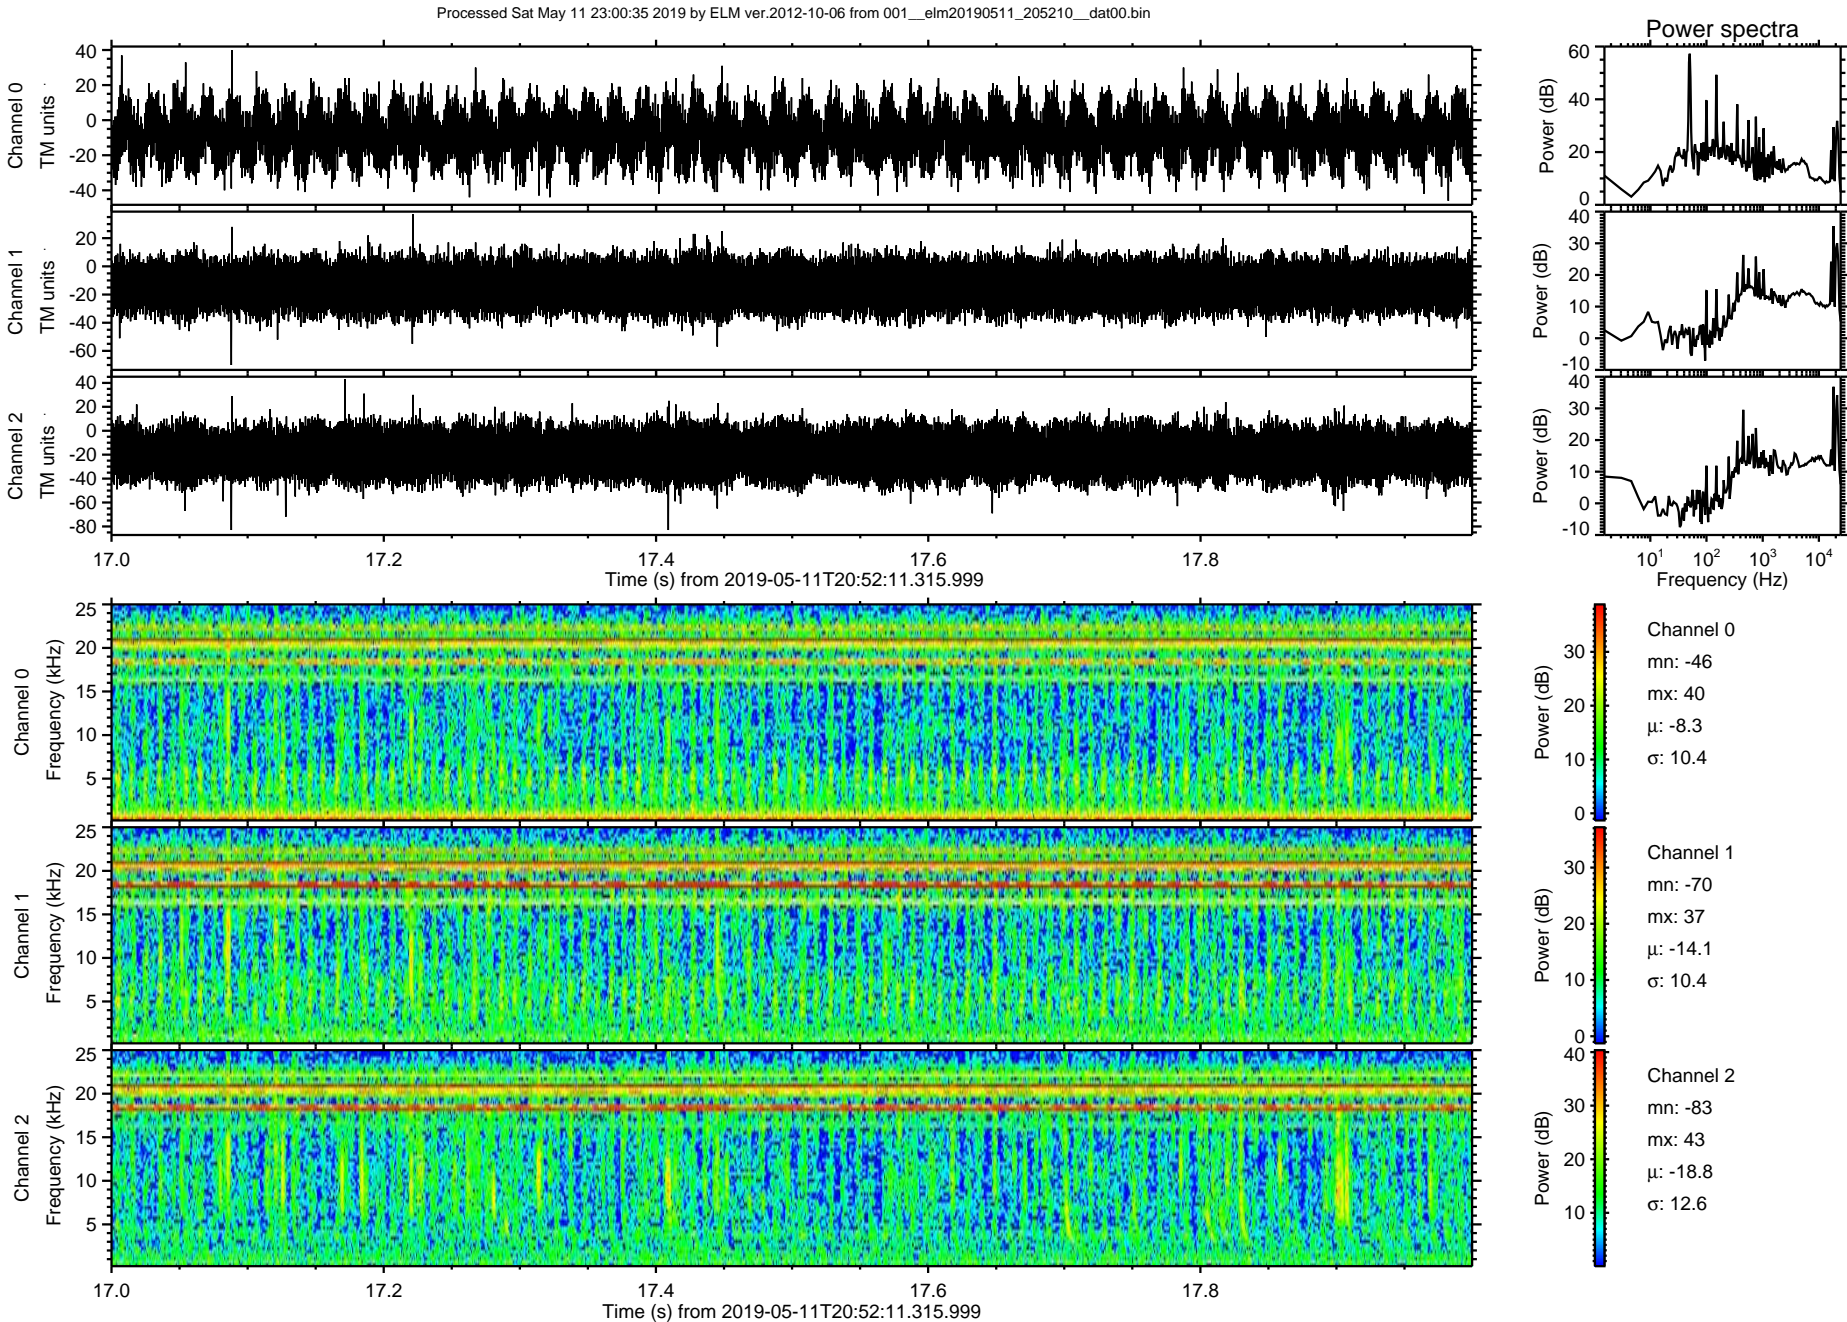 Processed Sat May 11 23:00:35 2019 by ELM ver.2012-10-06 from 001__elm20190511_205210__dat00.bin
Power spectra
Channel 0
TM units
40
20
0
-20
-40
Power (dB)
60
40
20
0
Channel 1
TM units
20
0
-20
-40
-60
Power (dB)
40
30
20
10
0
-10
Channel 2
TM units
40
20
0
-20
-40
-60
-80
Power (dB)
40
30
20
10
0
-10
17.0 17.2 17.4 17.6 17.8
Time (s) from 2019-05-11T20:52:11.315.999
10¹ 10² 10³ 10⁴
Frequency (Hz)
Channel 0
Frequency (kHz)
25
20
15
10
5
Power (dB)
30
20
10
0
Channel 0
mn: -46
mx: 40
μ: -8.3
σ: 10.4
Channel 1
Frequency (kHz)
25
20
15
10
5
Power (dB)
30
20
10
0
Channel 1
mn: -70
mx: 37
μ: -14.1
σ: 10.4
Channel 2
Frequency (kHz)
25
20
15
10
5
Power (dB)
40
30
20
10
Channel 2
mn: -83
mx: 43
μ: -18.8
σ: 12.6
17.0 17.2 17.4 17.6 17.8
Time (s) from 2019-05-11T20:52:11.315.999